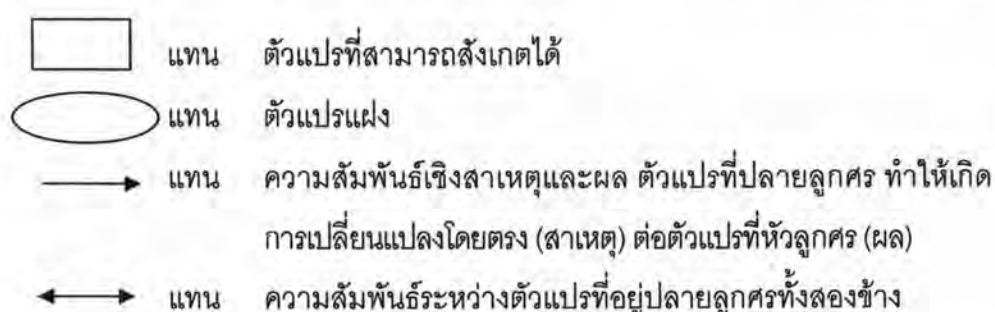 แทน ตัวแปรที่สามารถสังเกตได้
แทน ตัวแปรแฝง
แทน ความสัมพันธ์เชิงสาเหตุและผล ตัวแปรที่ปลายลูกศร ทำให้เกิด
การเปลี่ยนแปลงโดยตรง (สาเหตุ) ต่อตัวแปรที่หัวลูกศร (ผล)
แทน ความสัมพันธ์ระหว่างตัวแปรที่อยู่ปลายลูกศรทั้งสองข้าง